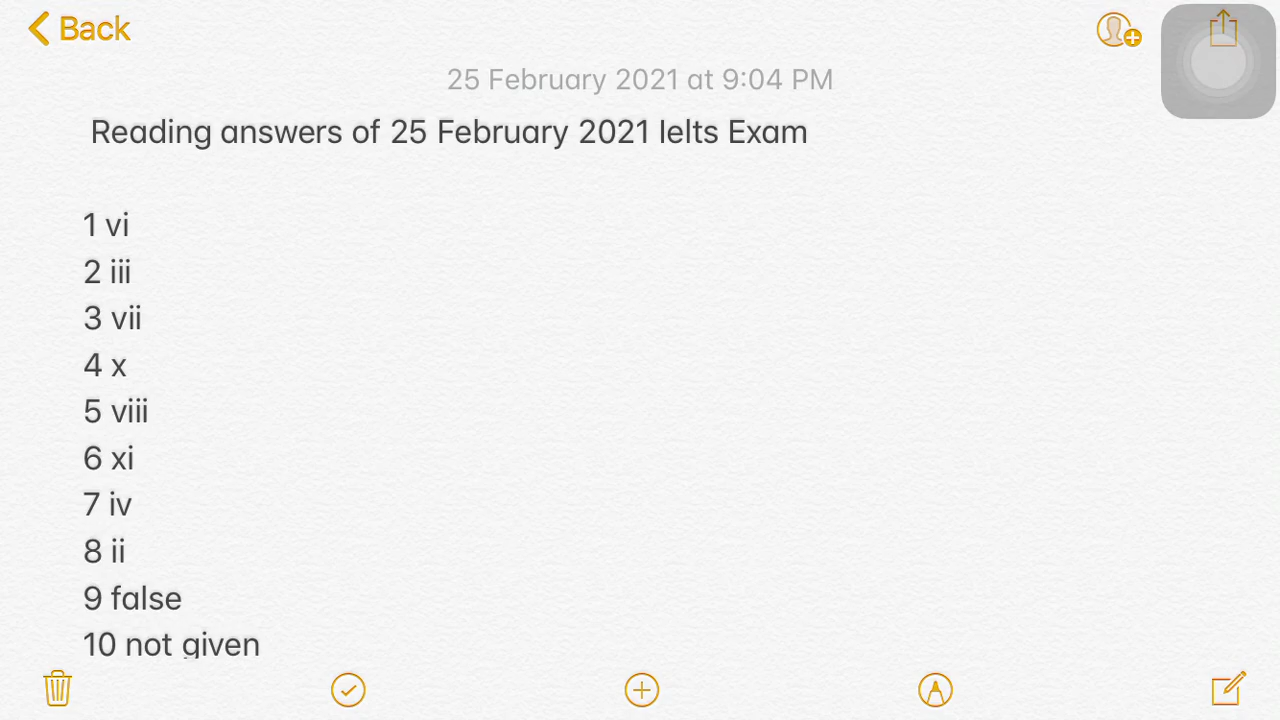 Back
25 February 2021 at 9:04 PM
Reading answers of 25 February 2021 Ielts Exam
1 vi
2 iii
3 vii
4 x
5 viii
6 xi
7 iv
8 ii
9 false
10 not given